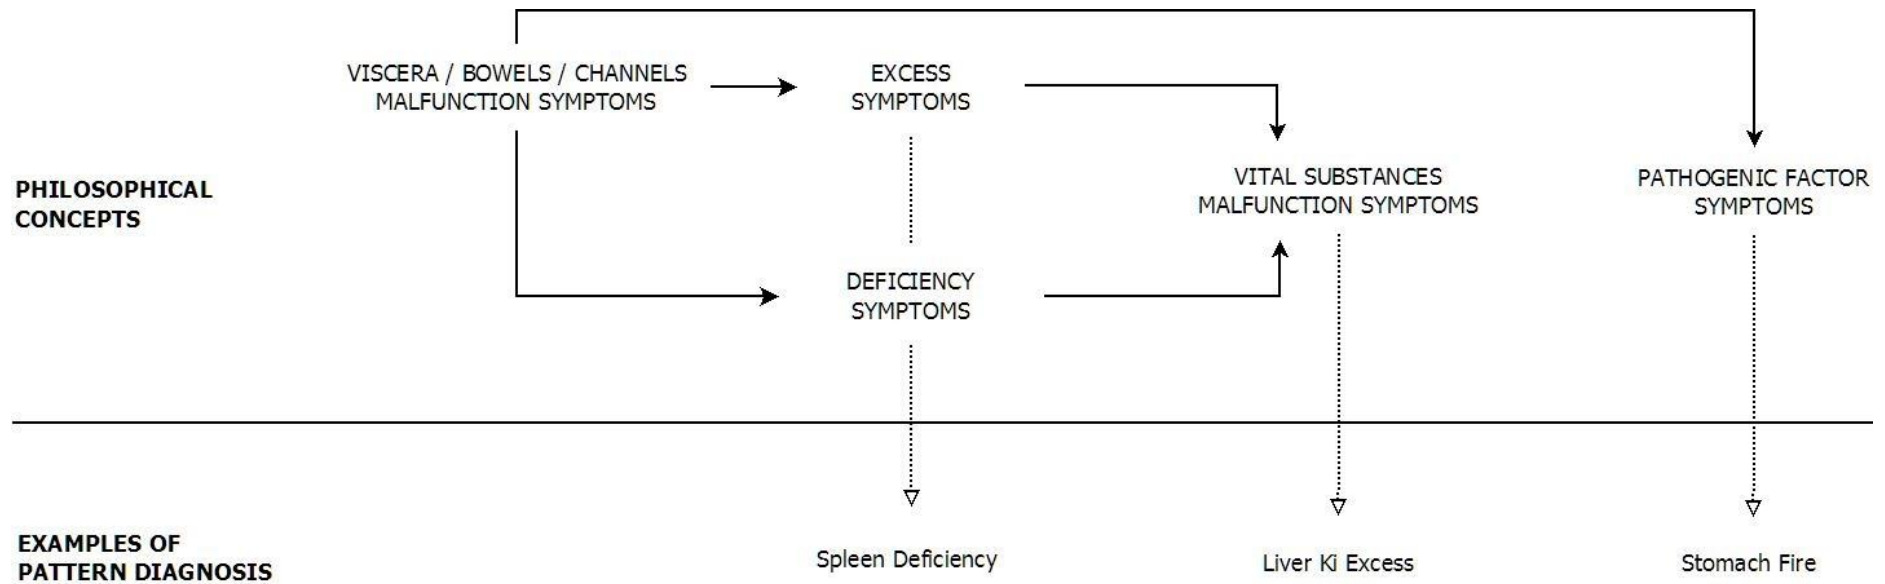 VISCERA / BOWELS / CHANNELS
MALFUNCTION SYMPTOMS
EXCESS
SYMPTOMS
PHILOSOPHICAL
CONCEPTS
VITAL SUBSTANCES
MALFUNCTION SYMPTOMS
PATHOGENIC FACTOR
SYMPTOMS
DEFICIENCY
SYMPTOMS
EXAMPLES OF
PATTERN DIAGNOSIS
Spleen Deficiency
Liver Ki Excess
Stomach Fire